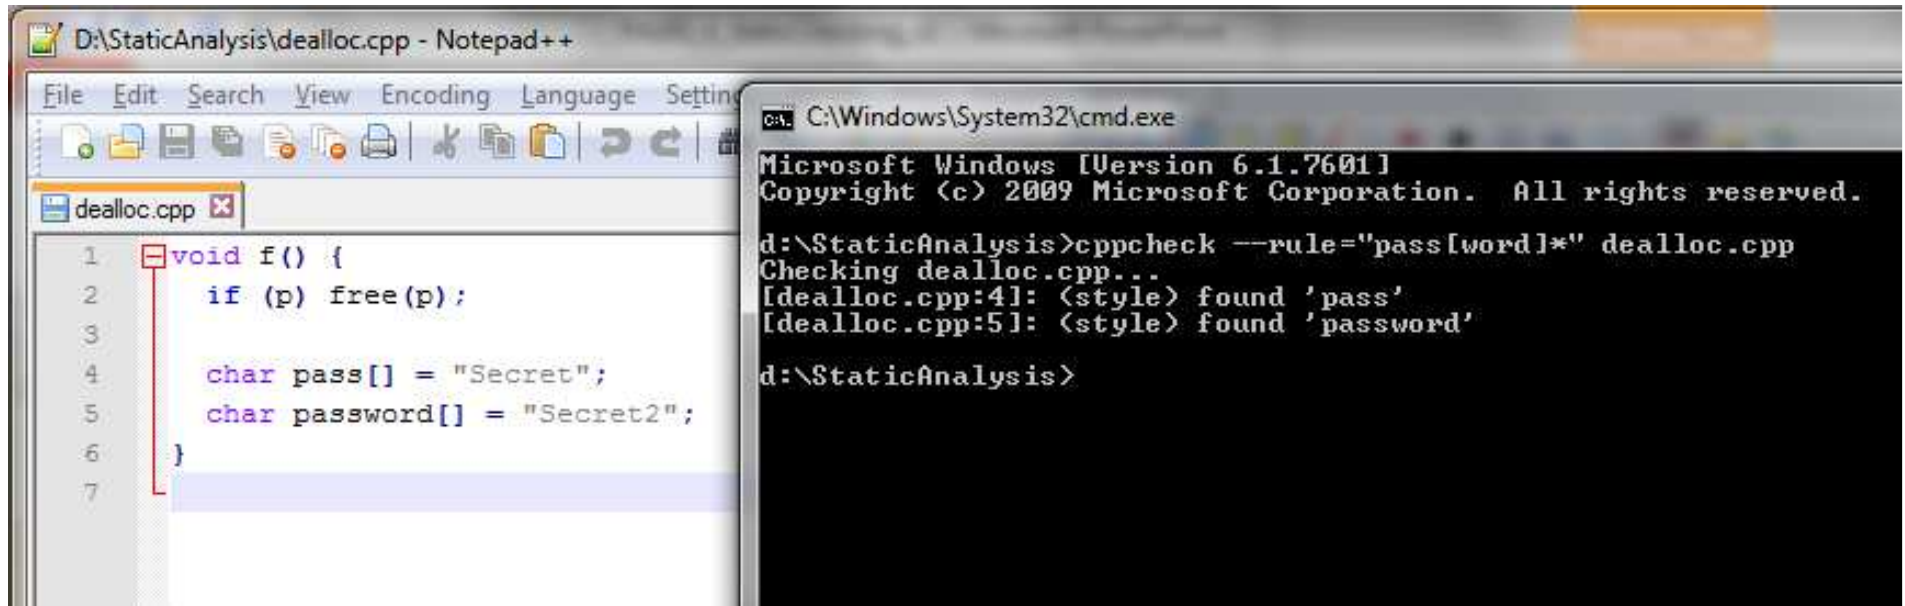 D:\StaticAnalysis\dealloc.cpp - Notepad++
File Edit Search View Encoding Language Settin
dealloc.cpp
1 void f() {
2 if (p) free(p);
3
4 char pass[] = "Secret";
5 char password[] = "Secret2";
6 }
7
C:\Windows\System32\cmd.exe
Microsoft Windows [Version 6.1.7601]
Copyright (c) 2009 Microsoft Corporation. All rights reserved.
d:\StaticAnalysis>cppcheck --rule="pass[word]*" dealloc.cpp
Checking dealloc.cpp...
[dealloc.cpp:4]: (style) found 'pass'
[dealloc.cpp:5]: (style) found 'password'
d:\StaticAnalysis>